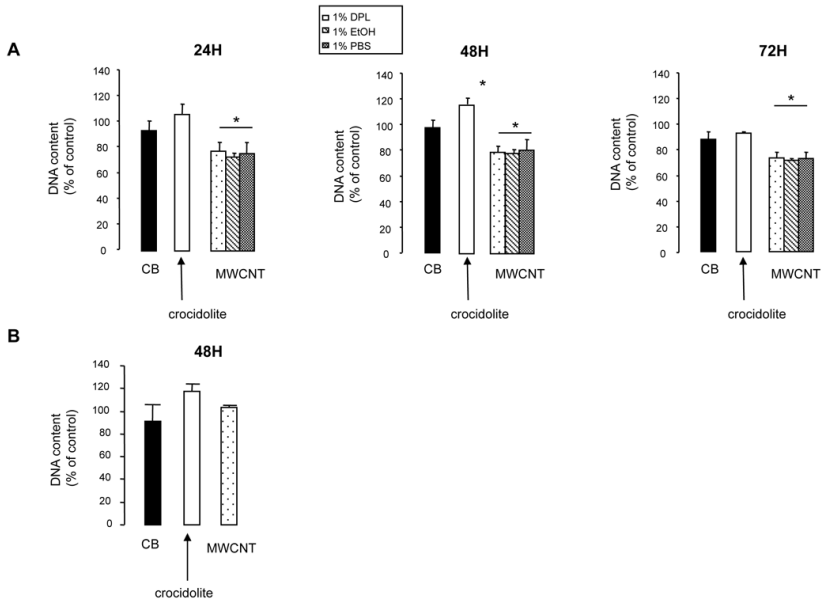 1% DPL
1% EtOH
1% PBS
A
24H
48H
72H
DNA content
(% of control)
140
120
100
80
60
40
20
0
*
CB
MWCNT
crocidolite
DNA content
(% of control)
140
120
100
80
60
40
20
0
*
*
CB
MWCNT
crocidolite
DNA content
(% of control)
140
120
100
80
60
40
20
0
*
CB
MWCNT
crocidolite
B
48H
DNA content
(% of control)
140
120
100
80
60
40
20
0
CB
MWCNT
crocidolite